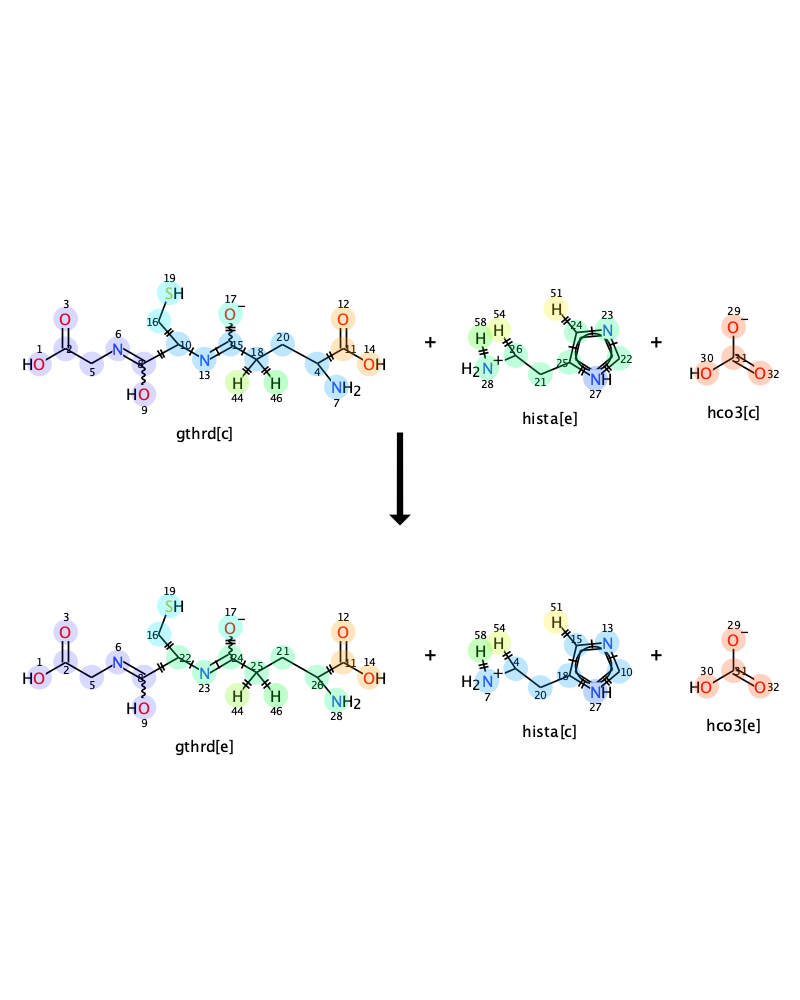 19
3 17 12
SH
O O− O
16
6 20
1 2 N 8 10 15 18 4 11 14
HO 5 N OH
13
HO 44 46 NH2
9 7
H H
gthrd[c]
+
51
H 23
54 24 N
58 H
H 26 25 22
H2N+ 21 NH
28 27
hista[e]
+
29
O−
30 31
HO O 32
hco3[c]
19
3 17 12
SH
O O− O
16
6 21
1 2 N 8 22 24 25 26 11 14
HO 5 N OH
23
HO 44 46 NH2
9 28
H H
gthrd[e]
+
51
H 13
54 15 N
58 H
H 4 18 10
H2N+ 20 NH
7 27
hista[c]
+
29
O−
30 31
HO O 32
hco3[e]